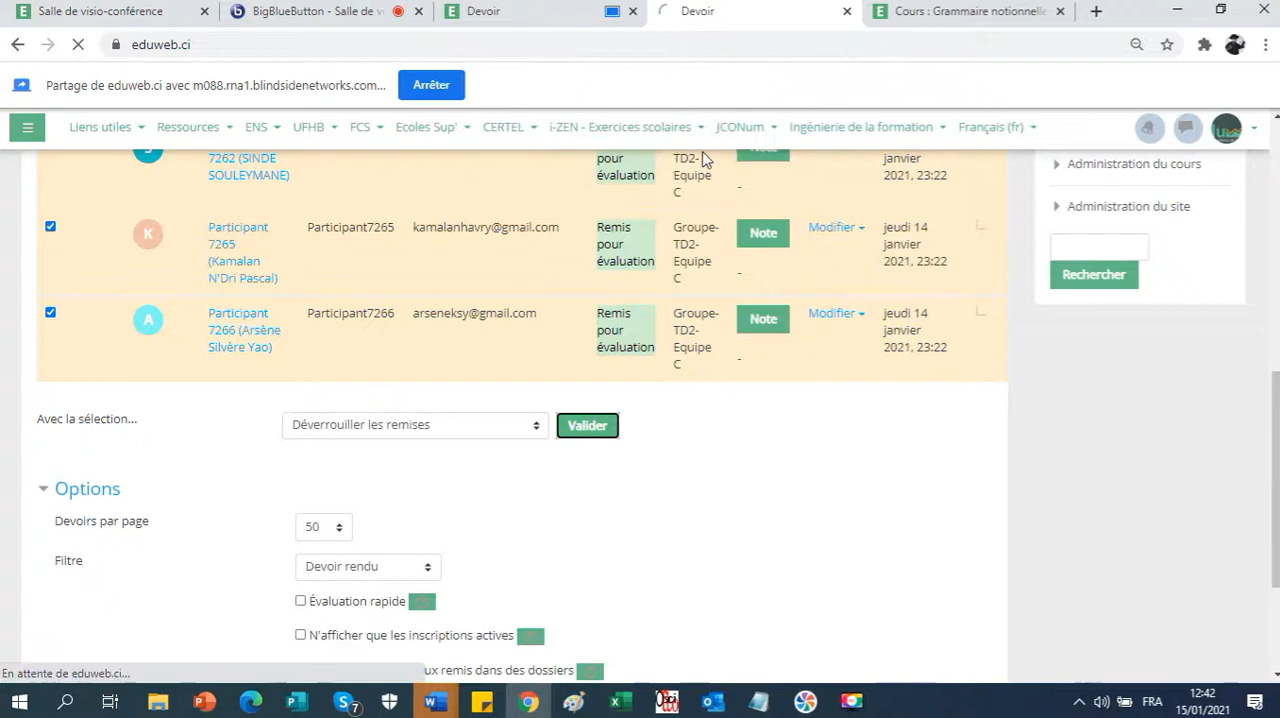 Salle de visio-conférence
BigBlueButton - Salle de v
Devoir
Devoir
Cours : Grammaire notionnelle
eduweb.ci
Partage de eduweb.ci avec m088.rna1.blindsidenetworks.com...
Arrêter
Liens utiles
Ressources
ENS
UFHB
FCS
Ecoles Sup'
CERTEL
i-ZEN - Exercices scolaires
JCONum
Ingénierie de la formation
Français (fr)
7262 (SINDE
SOULEYMANE)
pour
évaluation
TD2-
Equipe
C
-
janvier
2021, 23:22
Administration du cours
Administration du site
Rechercher
K
Participant
7265
(Kamalan
N'Dri Pascal)
Participant7265
kamalanhavry@gmail.com
Remis
pour
évaluation
Groupe-
TD2-
Equipe
C
Note
-
Modifier
jeudi 14
janvier
2021, 23:22
A
Participant
7266 (Arsène
Silvère Yao)
Participant7266
arseneksy@gmail.com
Remis
pour
évaluation
Groupe-
TD2-
Equipe
C
Note
-
Modifier
jeudi 14
janvier
2021, 23:22
Avec la sélection...
Déverrouiller les remises
Valider
Options
Devoirs par page
50
Filtre
Devoir rendu
Évaluation rapide
N'afficher que les inscriptions actives
ux remis dans des dossiers
En attente de eduweb.ci...
7
FRA
12:42
15/01/2021